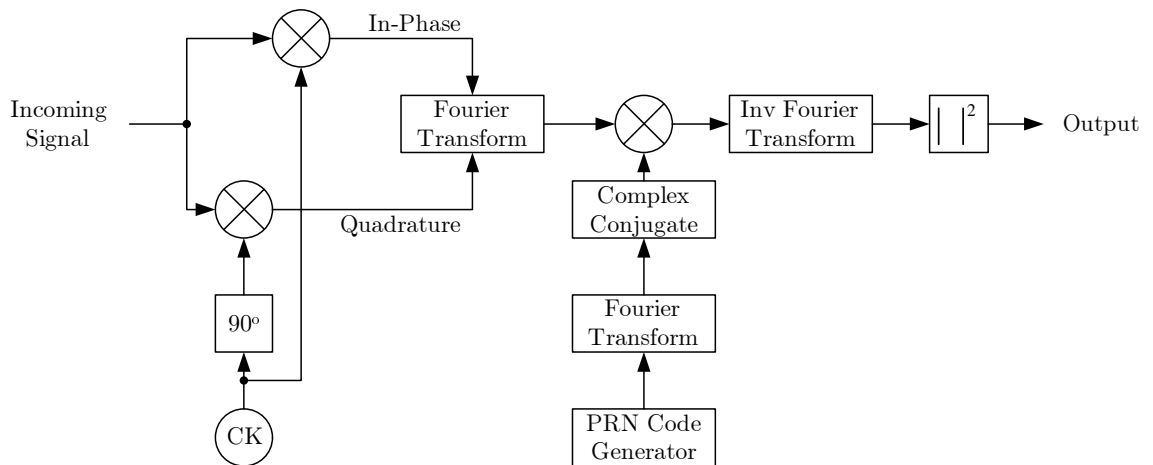 In-Phase
Incoming
Signal
Fourier
Transform
Inv Fourier
Transform
| |²
Output
Complex
Conjugate
Quadrature
90º
Fourier
Transform
CK
PRN Code
Generator